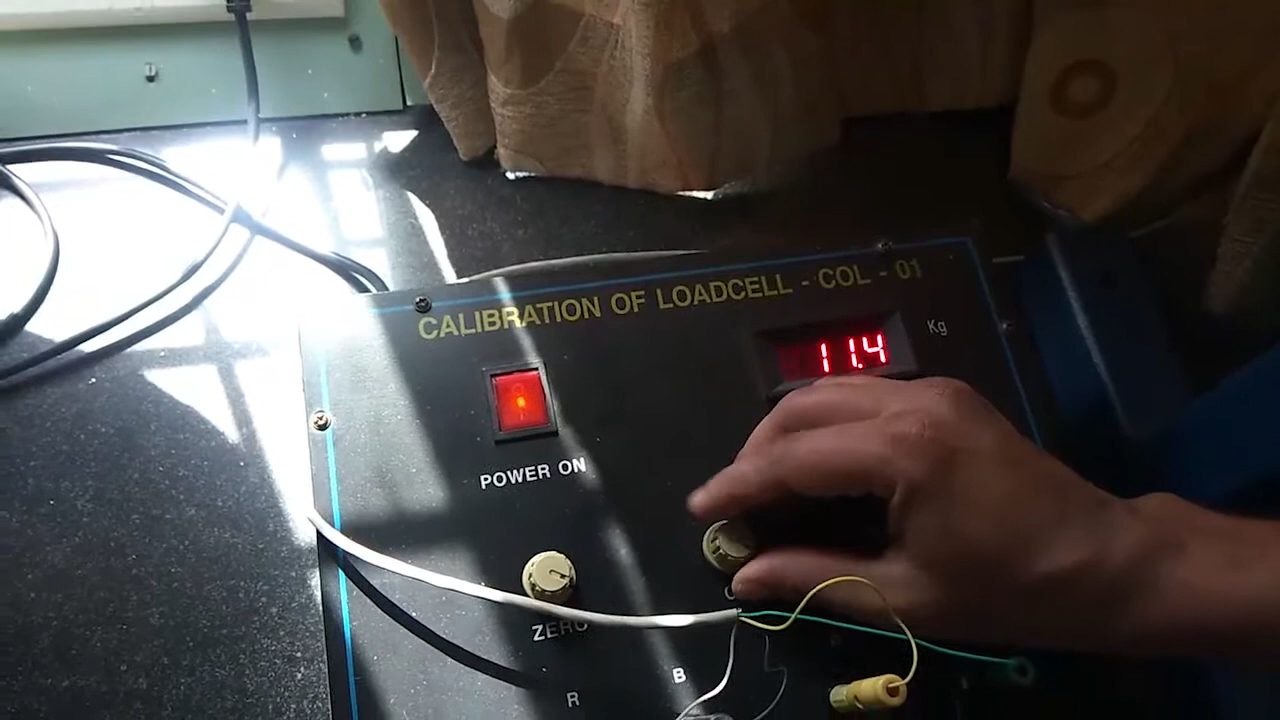 CALIBRATION OF LOADCELL - COL - 01
Kg
11.4
POWER ON
ZERO
B
R